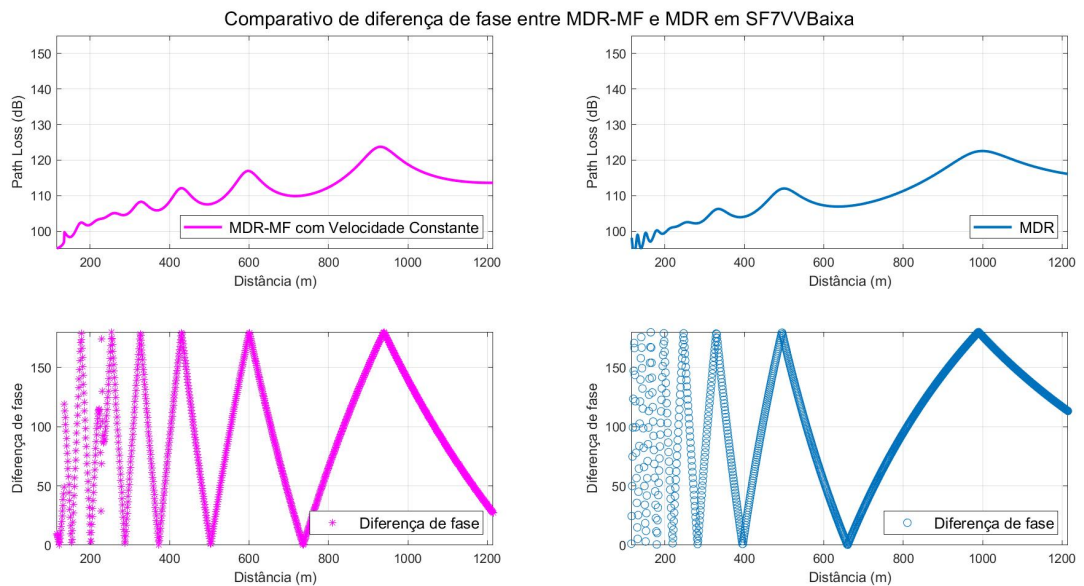 Comparativo de diferença de fase entre MDR-MF e MDR em SF7VVBaixa
Path Loss (dB)
150
140
130
120
110
100
MDR-MF com Velocidade Constante
200 400 600 800 1000 1200
Distância (m)
Path Loss (dB)
150
140
130
120
110
100
MDR
200 400 600 800 1000 1200
Distância (m)
Diferença de fase
150
100
50
0
Diferença de fase
200 400 600 800 1000 1200
Distância (m)
Diferença de fase
150
100
50
0
Diferença de fase
200 400 600 800 1000 1200
Distância (m)